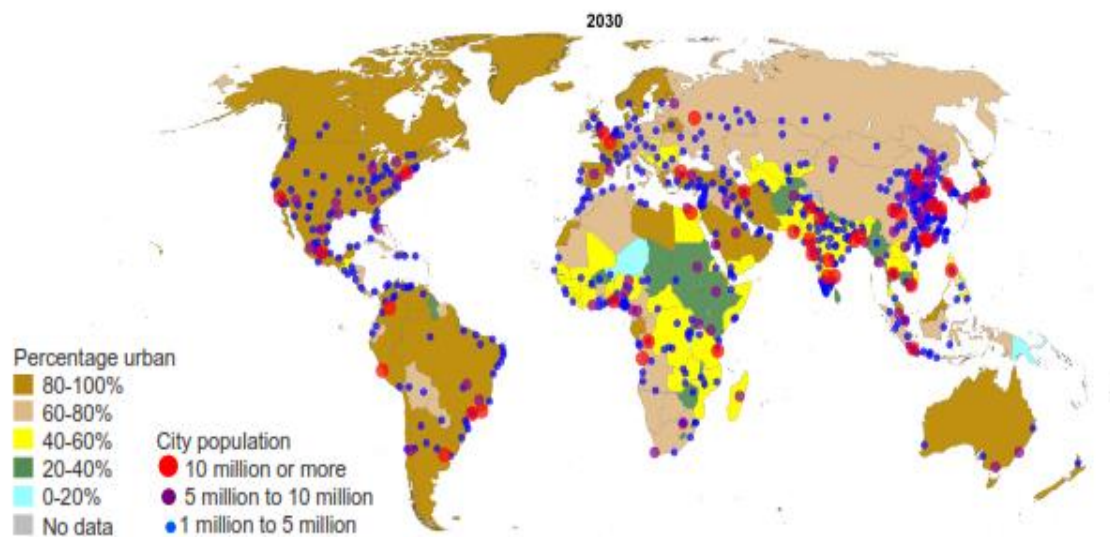 2030
Percentage urban
80-100%
60-80%
40-60%
20-40%
0-20%
No data
City population
10 million or more
5 million to 10 million
1 million to 5 million